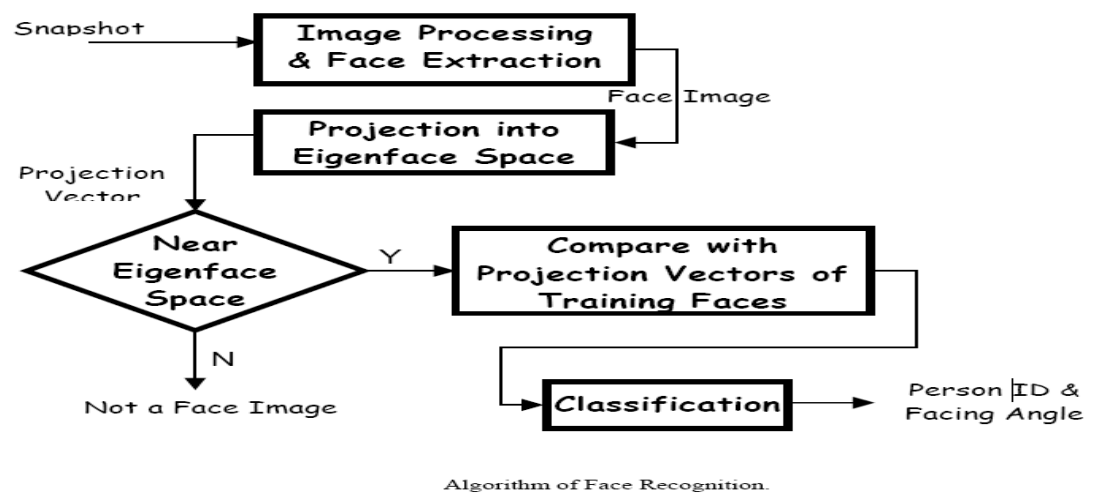 Snapshot
Image Processing
& Face Extraction
Face Image
Projection into
Eigenface Space
Projection
Vector
Near
Eigenface
Space
Y
Compare with
Projection Vectors of
Training Faces
N
Not a Face Image
Classification
Person ID &
Facing Angle
Algorithm of Face Recognition.